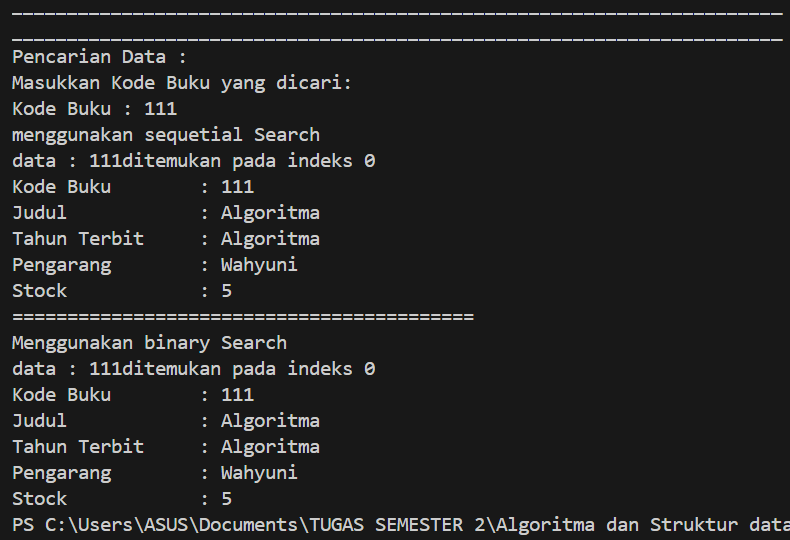 ______________________________________________________________________
______________________________________________________________________
Pencarian Data :
Masukkan Kode Buku yang dicari:
Kode Buku : 111
menggunakan sequetial Search
data : 111ditemukan pada indeks 0
Kode Buku        : 111
Judul            : Algoritma
Tahun Terbit     : Algoritma
Pengarang        : Wahyuni
Stock            : 5
==========================================
Menggunakan binary Search
data : 111ditemukan pada indeks 0
Kode Buku        : 111
Judul            : Algoritma
Tahun Terbit     : Algoritma
Pengarang        : Wahyuni
Stock            : 5
PS C:\Users\ASUS\Documents\TUGAS SEMESTER 2\Algoritma dan Struktur data